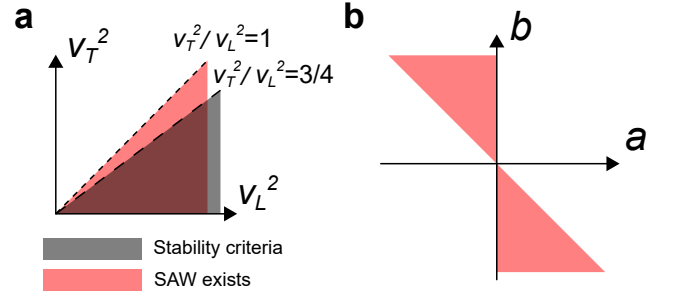 a
v_T^2
v_T^2/ v_L^2=1
v_T^2/ v_L^2=3/4
v_L^2
Stability criteria
SAW exists
b
b
a